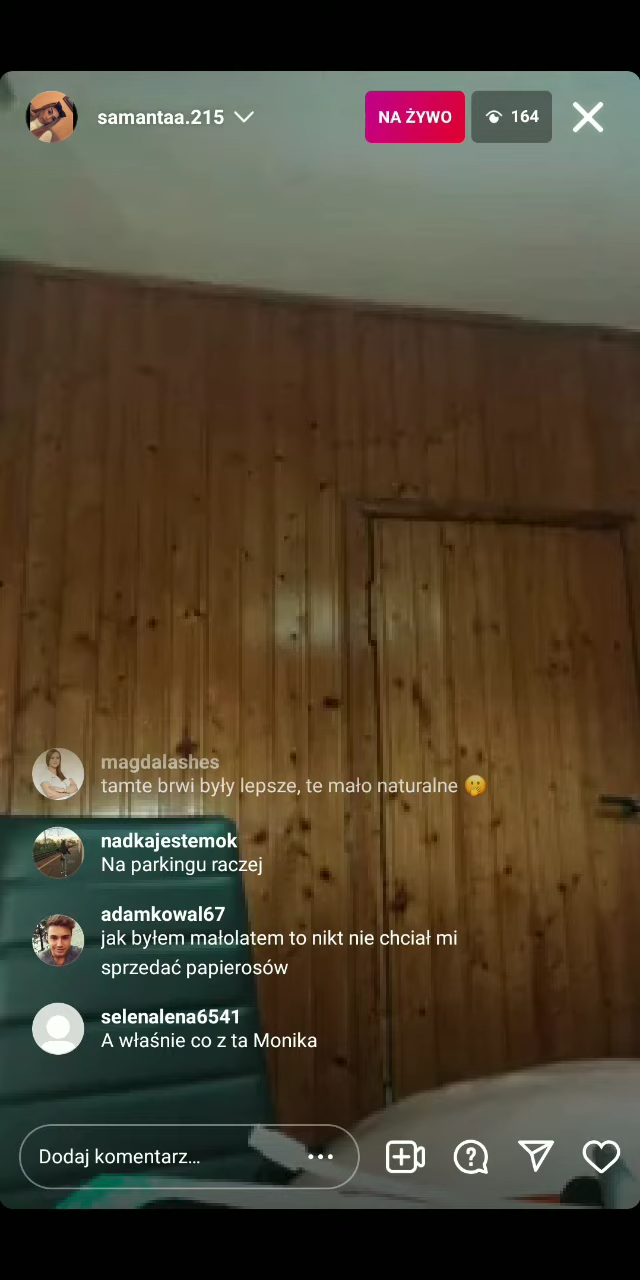 samantaa.215
NA ŻYWO
164
magdalashes
tamte brwi były lepsze, te mało naturalne 🤫
nadkajestemok
Na parkingu raczej
adamkowal67
jak byłem małolatem to nikt nie chciał mi
sprzedać papierosów
selenalena6541
A właśnie co z ta Monika
Dodaj komentarz...